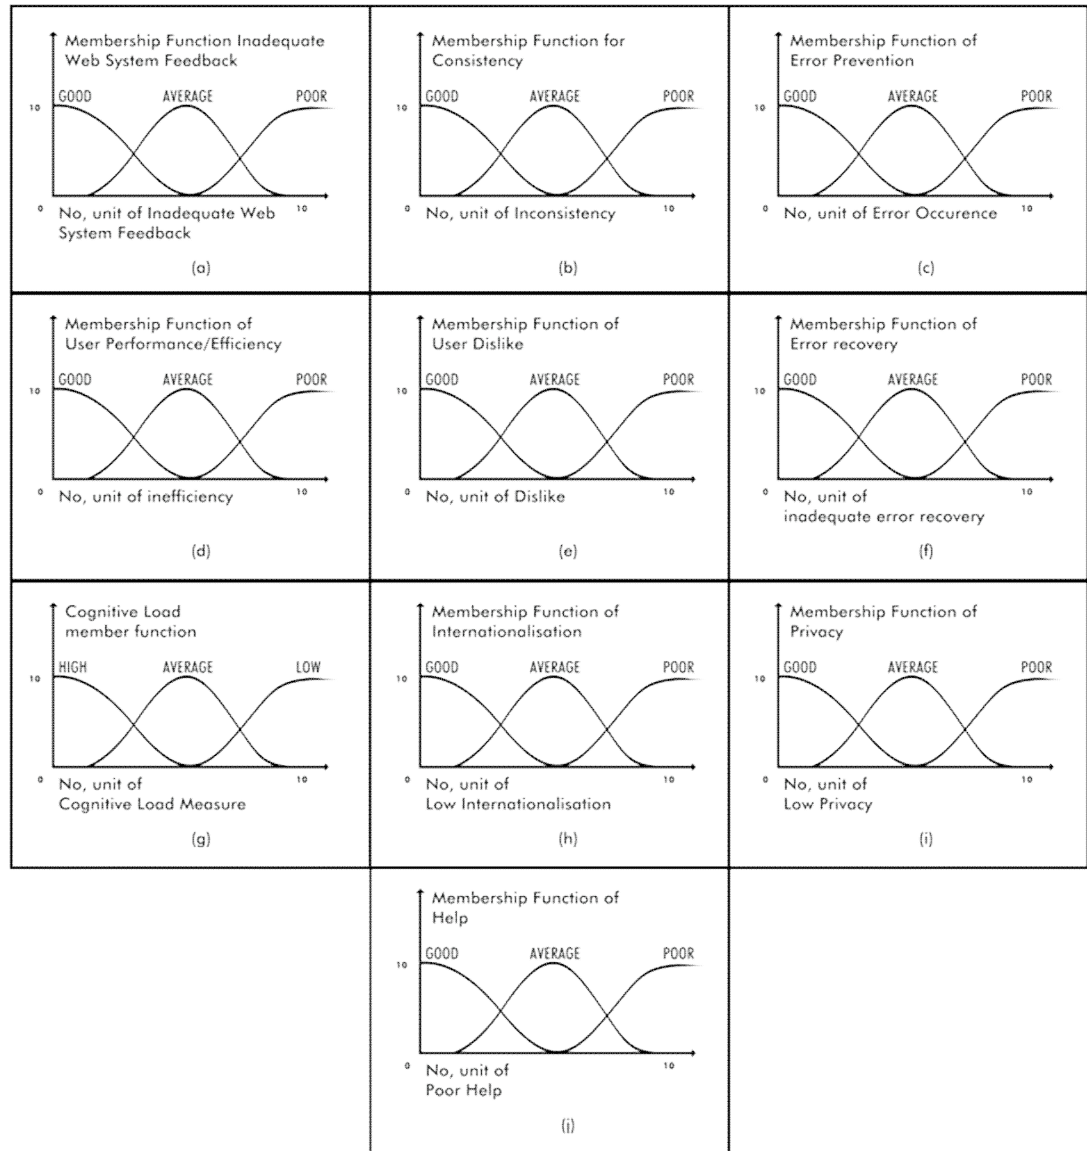 Membership Function Inadequate
Web System Feedback
GOOD AVERAGE POOR
10
0 10
No, unit of Inadequate Web
System Feedback
(a)
Membership Function for
Consistency
GOOD AVERAGE POOR
10
0 10
No, unit of Inconsistency
(b)
Membership Function of
Error Prevention
GOOD AVERAGE POOR
10
0 10
No, unit of Error Occurence
(c)
Membership Function of
User Performance/Efficiency
GOOD AVERAGE POOR
10
0 10
No, unit of inefficiency
(d)
Membership Function of
User Dislike
GOOD AVERAGE POOR
10
0 10
No, unit of Dislike
(e)
Membership Function of
Error recovery
GOOD AVERAGE POOR
10
0 10
No, unit of
inadequate error recovery
(f)
Cognitive Load
member function
HIGH AVERAGE LOW
10
0 10
No, unit of
Cognitive Load Measure
(g)
Membership Function of
Internationalisation
GOOD AVERAGE POOR
10
0 10
No, unit of
Low Internationalisation
(h)
Membership Function of
Privacy
GOOD AVERAGE POOR
10
0 10
No, unit of
Low Privacy
(i)
Membership Function of
Help
GOOD AVERAGE POOR
10
0 10
No, unit of
Poor Help
(j)